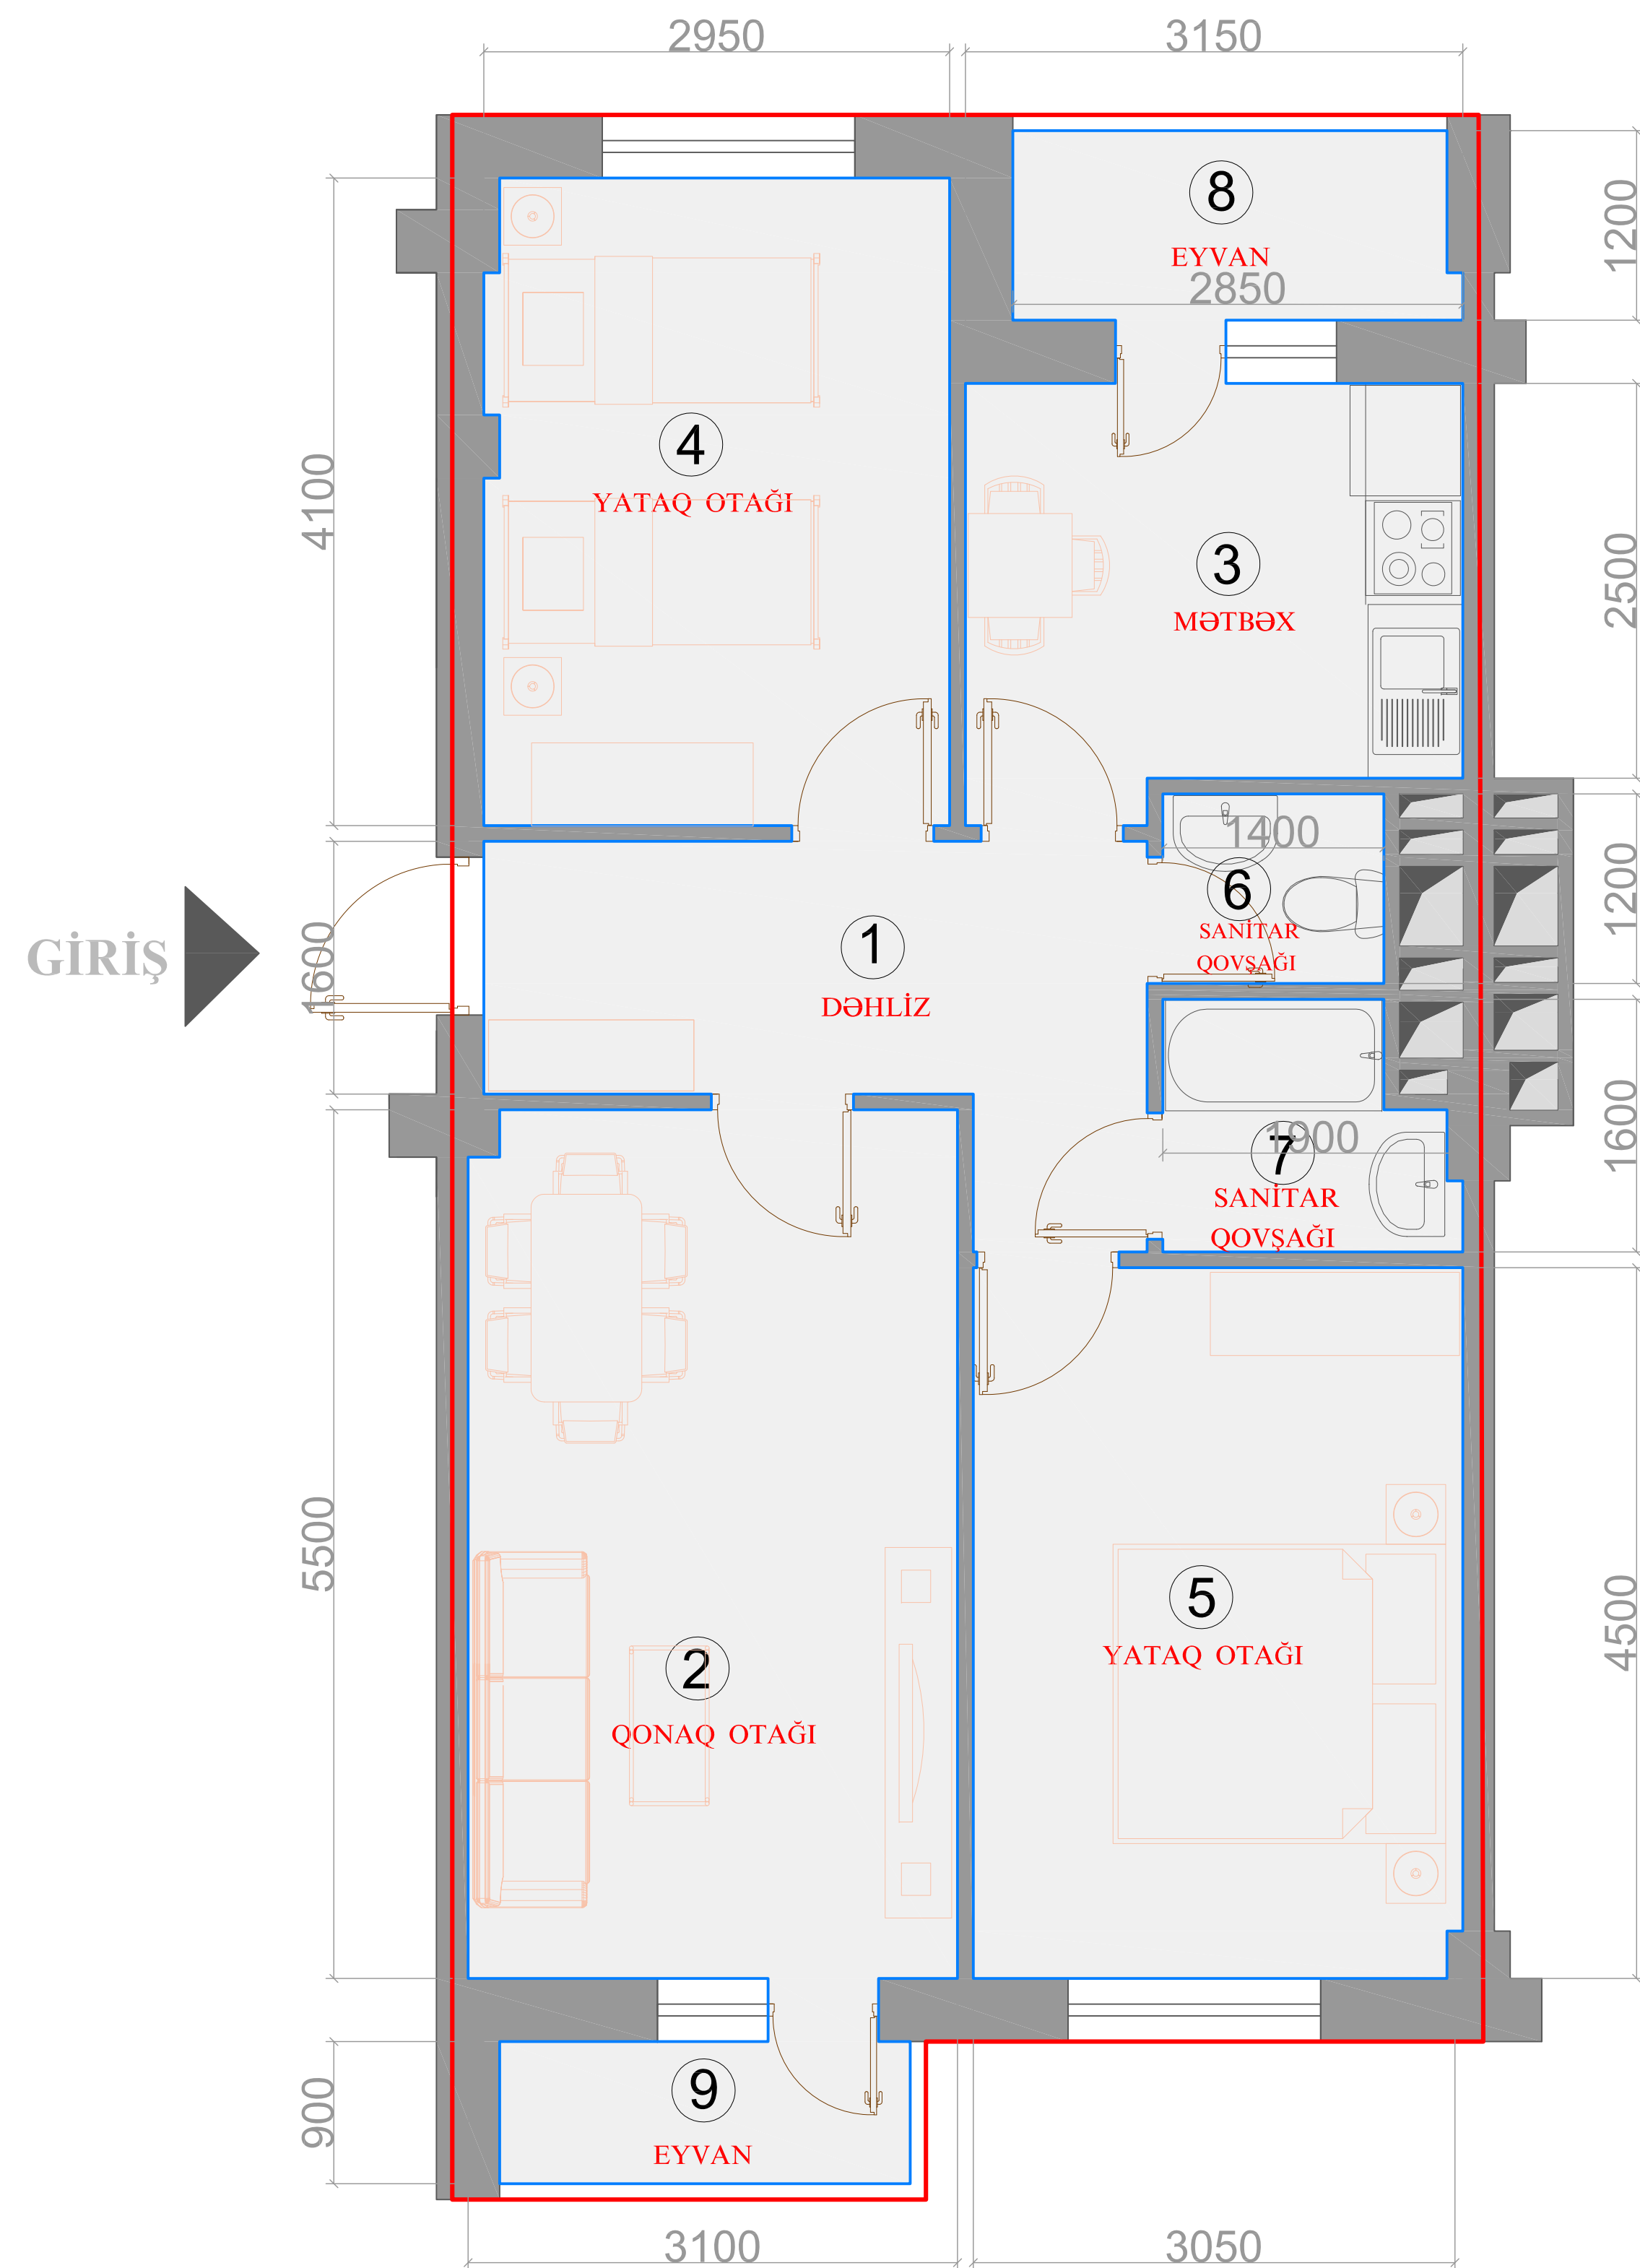 2950
3150
8
EYVAN
2850
1200
4
YATAQ OTAĞI
4100
3
MƏTBƏX
2500
1400
6
SANİTAR
QOVŞAĞI
1200
GİRİŞ
1600
1
DƏHLİZ
1900
7
SANİTAR
QOVŞAĞI
1600
5500
2
QONAQ OTAĞI
5
YATAQ OTAĞI
4500
9
EYVAN
900
3100
3050